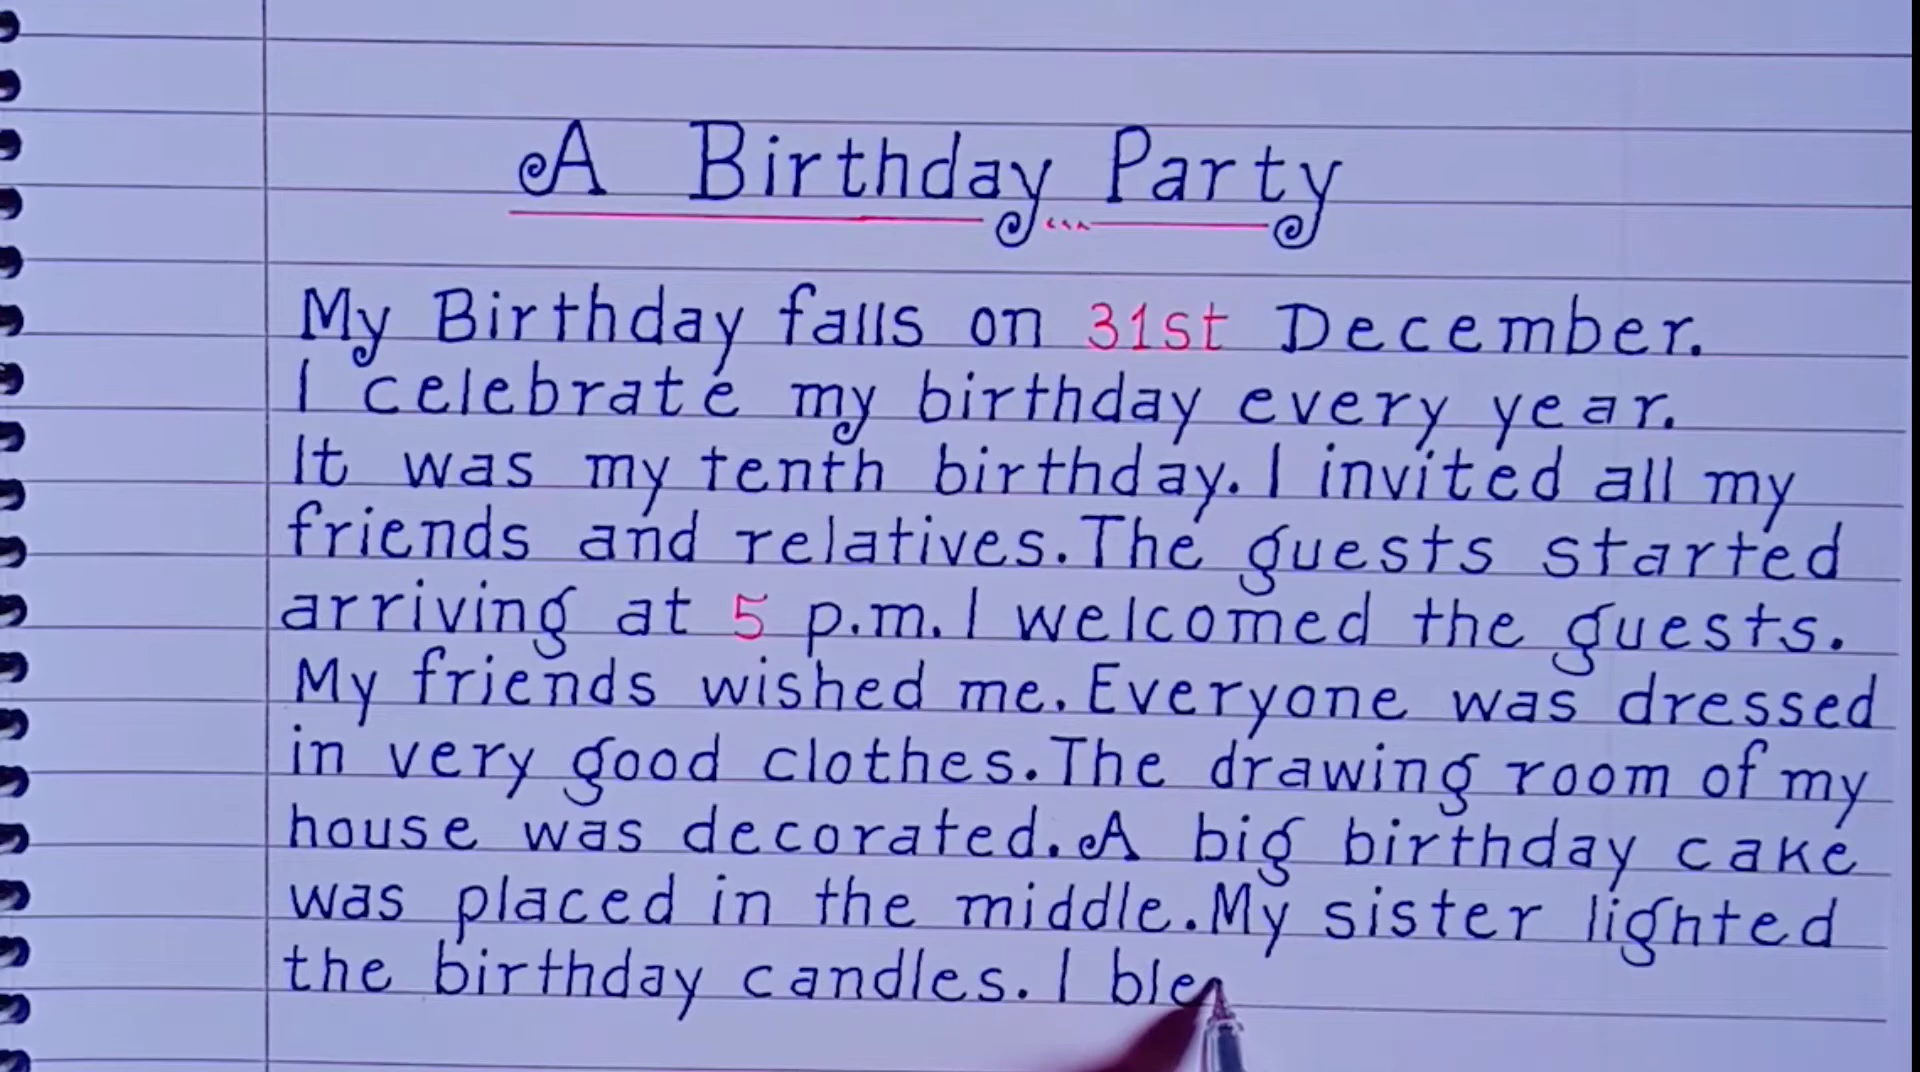 A Birthday Party
My Birthday falls on 31st December.
I celebrate my birthday every year.
It was my tenth birthday. I invited all my
friends and relatives. The guests started
arriving at 5 p.m. I welcomed the guests.
My friends wished me. Everyone was dressed
in very good clothes. The drawing room of my
house was decorated. A big birthday cake
was placed in the middle. My sister lighted
the birthday candles. I ble